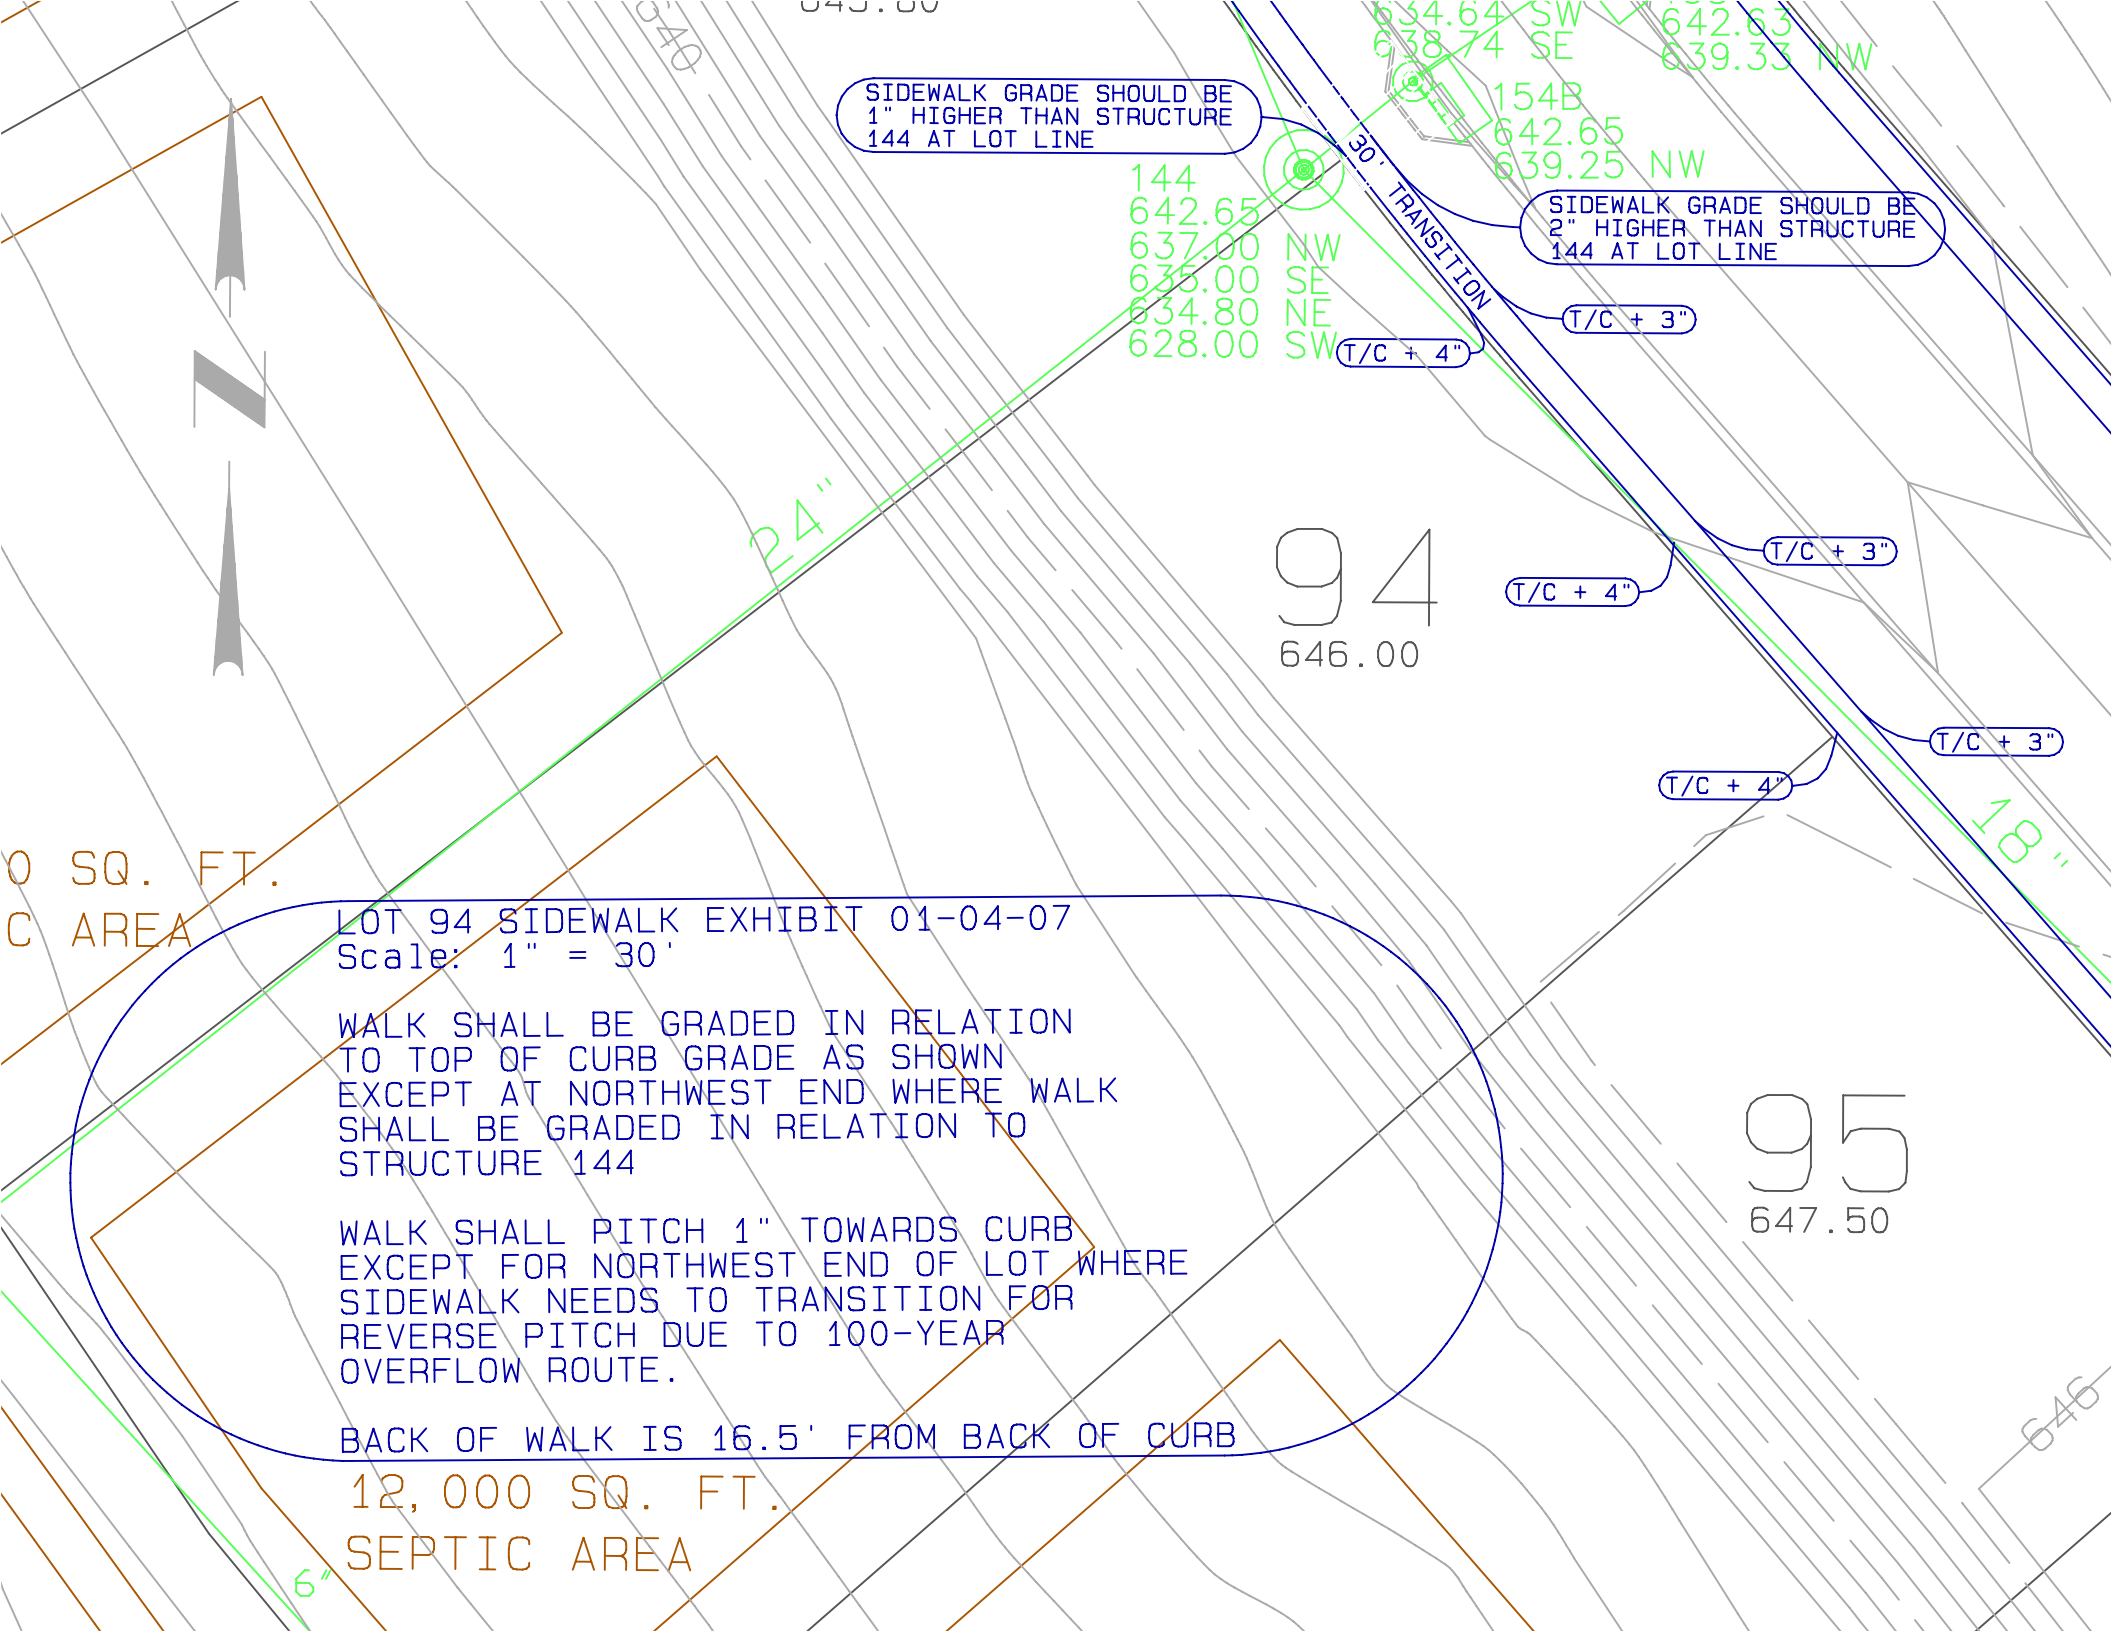 640
634.64 SW
638.74 SE
642.63
639.33 NW
SIDEWALK GRADE SHOULD BE
1" HIGHER THAN STRUCTURE
144 AT LOT LINE
154B
642.65
639.25 NW
30' TRANSITION
144
642.65
637.00 NW
635.00 SE
634.80 NE
628.00 SW
SIDEWALK GRADE SHOULD BE
2" HIGHER THAN STRUCTURE
144 AT LOT LINE
T/C + 3"
T/C + 4"
N
24"
94
646.00
T/C + 3"
T/C + 4"
T/C + 3"
T/C + 4"
18"
0 SQ. FT.
C AREA
LOT 94 SIDEWALK EXHIBIT 01-04-07
Scale: 1" = 30'
WALK SHALL BE GRADED IN RELATION
TO TOP OF CURB GRADE AS SHOWN
EXCEPT AT NORTHWEST END WHERE WALK
SHALL BE GRADED IN RELATION TO
STRUCTURE 144
WALK SHALL PITCH 1" TOWARDS CURB
EXCEPT FOR NORTHWEST END OF LOT WHERE
SIDEWALK NEEDS TO TRANSITION FOR
REVERSE PITCH DUE TO 100-YEAR
OVERFLOW ROUTE.
BACK OF WALK IS 16.5' FROM BACK OF CURB
95
647.50
646
12,000 SQ. FT.
SEPTIC AREA
6"